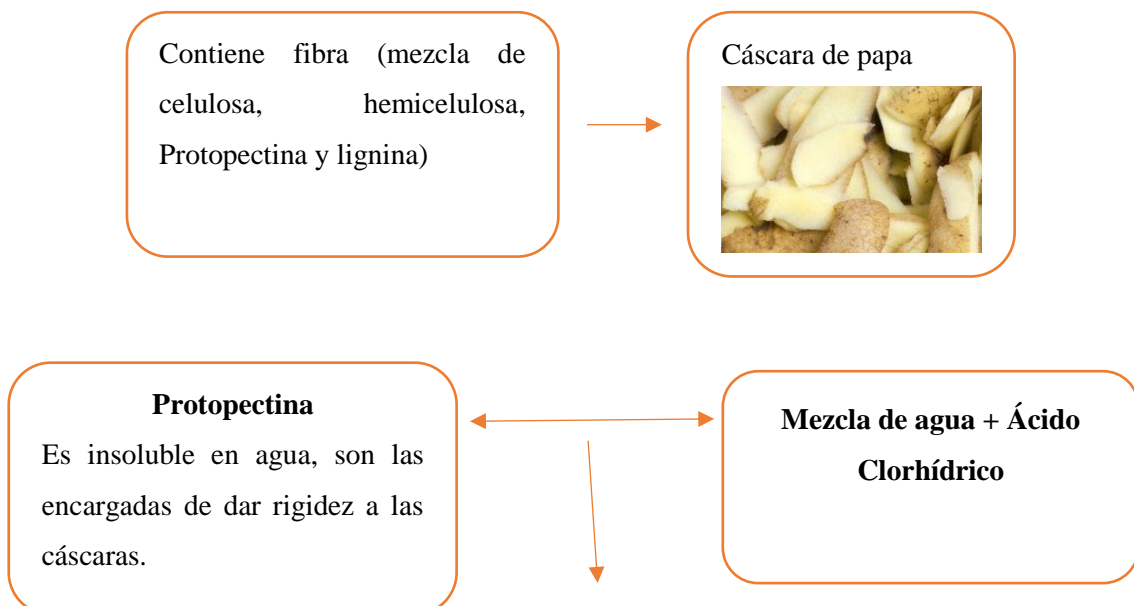 Contiene fibra (mezcla de
celulosa, hemicelulosa,
Protopectina y lignina)
Cáscara de papa
Protopectina
Es insoluble en agua, son las
encargadas de dar rigidez a las
cáscaras.
Mezcla de agua + Ácido
Clorhídrico